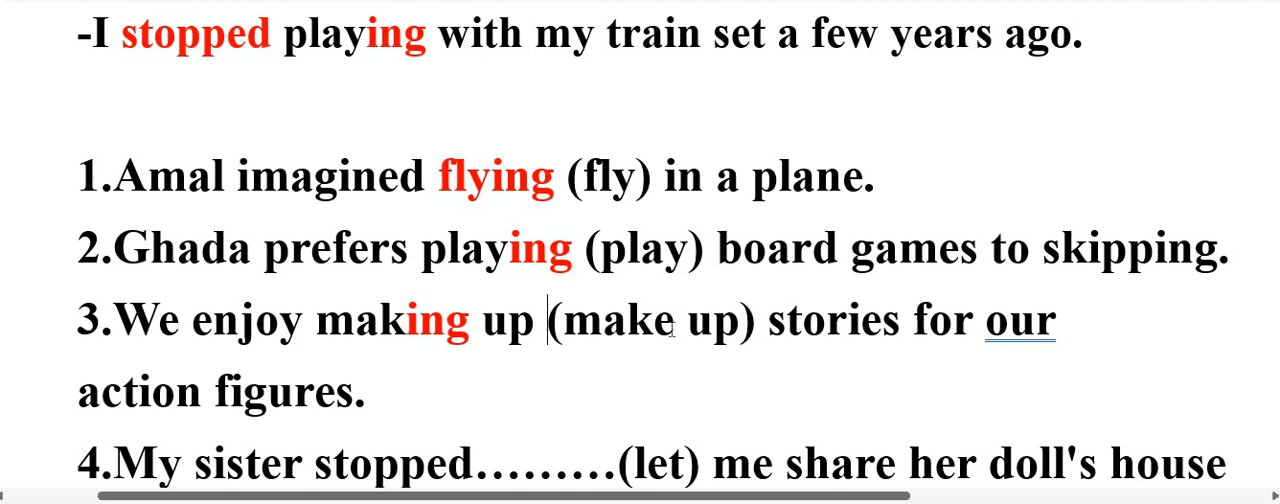 -I stopped playing with my train set a few years ago.
1.Amal imagined flying (fly) in a plane.
2.Ghada prefers playing (play) board games to skipping.
3.We enjoy making up (make up) stories for our
action figures.
4.My sister stopped.........(let) me share her doll's house